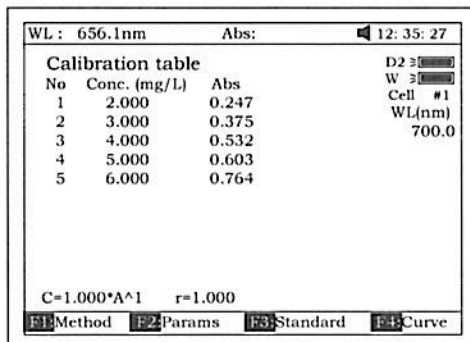 WL: 656.1nm Abs: 12: 35: 27
Calibration table
D2
No Conc. (mg/L) Abs
W
1 2.000 0.247
Cell #1
2 3.000 0.375
WL(nm)
3 4.000 0.532
700.0
4 5.000 0.603
5 6.000 0.764
C=1.000*A^1 r=1.000
F1:Method F2:Params F3:Standard F4:Curve